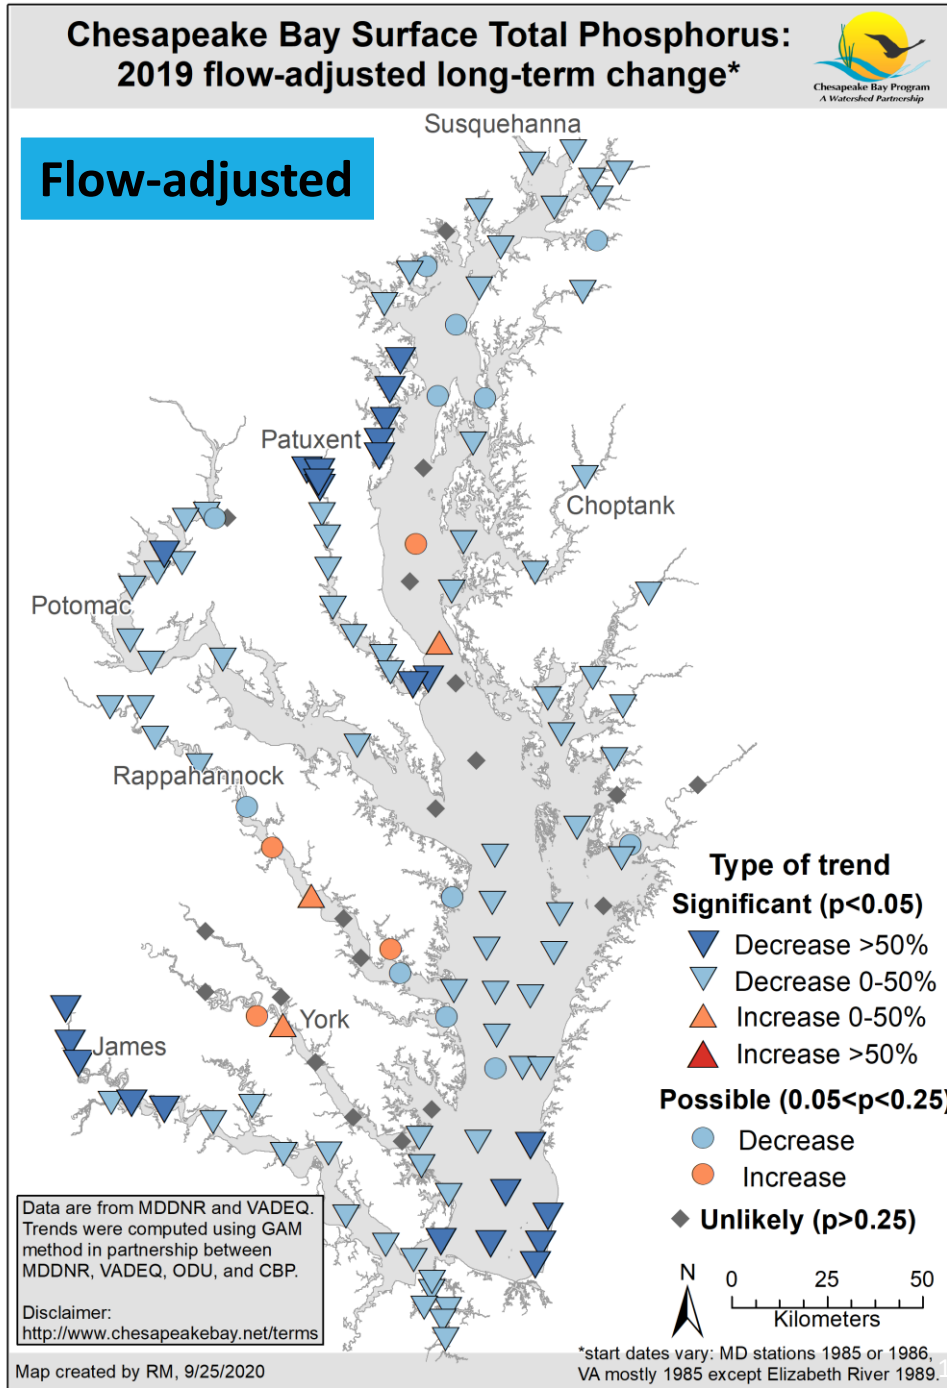 Chesapeake Bay Surface Total Phosphorus:
2019 flow-adjusted long-term change*
Chesapeake Bay Program
A Watershed Partnership
Flow-adjusted
Susquehanna
Patuxent
Choptank
Potomac
Rappahannock
York
James
Type of trend
Significant (p<0.05)
Decrease >50%
Decrease 0-50%
Increase 0-50%
Increase >50%
Possible (0.05<p<0.25)
Decrease
Increase
Unlikely (p>0.25)
N
0 25 50
Kilometers
Data are from MDDNR and VADEQ.
Trends were computed using GAM
method in partnership between
MDDNR, VADEQ, ODU, and CBP.
Disclaimer:
http://www.chesapeakebay.net/terms
Map created by RM, 9/25/2020
*start dates vary: MD stations 1985 or 1986,
VA mostly 1985 except Elizabeth River 1989.